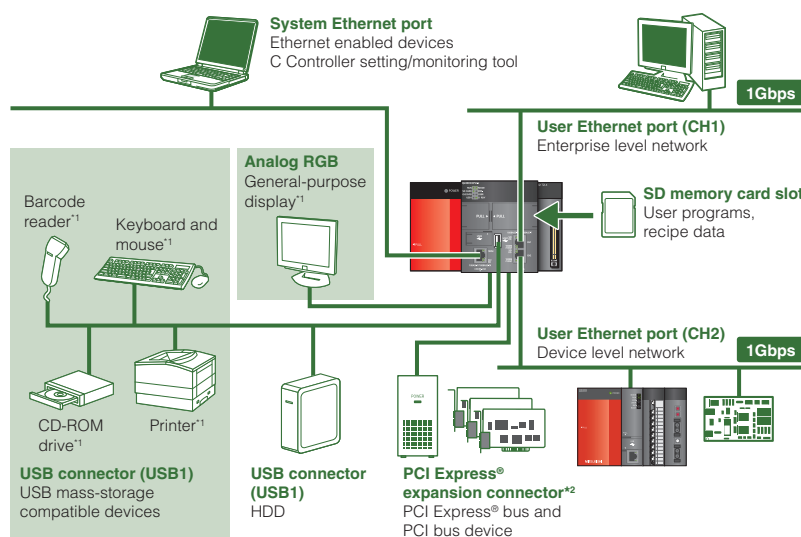 System Ethernet port
Ethernet enabled devices
C Controller setting/monitoring tool
1Gbps
User Ethernet port (CH1)
Enterprise level network
Analog RGB
General-purpose
display*1
Barcode
reader*1
Keyboard and
mouse*1
SD memory card slot
User programs,
recipe data
PULL
PULL
POWER
User Ethernet port (CH2)
Device level network
1Gbps
CD-ROM
drive*1
Printer*1
POWER
USB connector (USB1)
USB mass-storage
compatible devices
USB connector
(USB1)
HDD
PCI Express®
expansion connector*2
PCI Express® bus and
PCI bus device